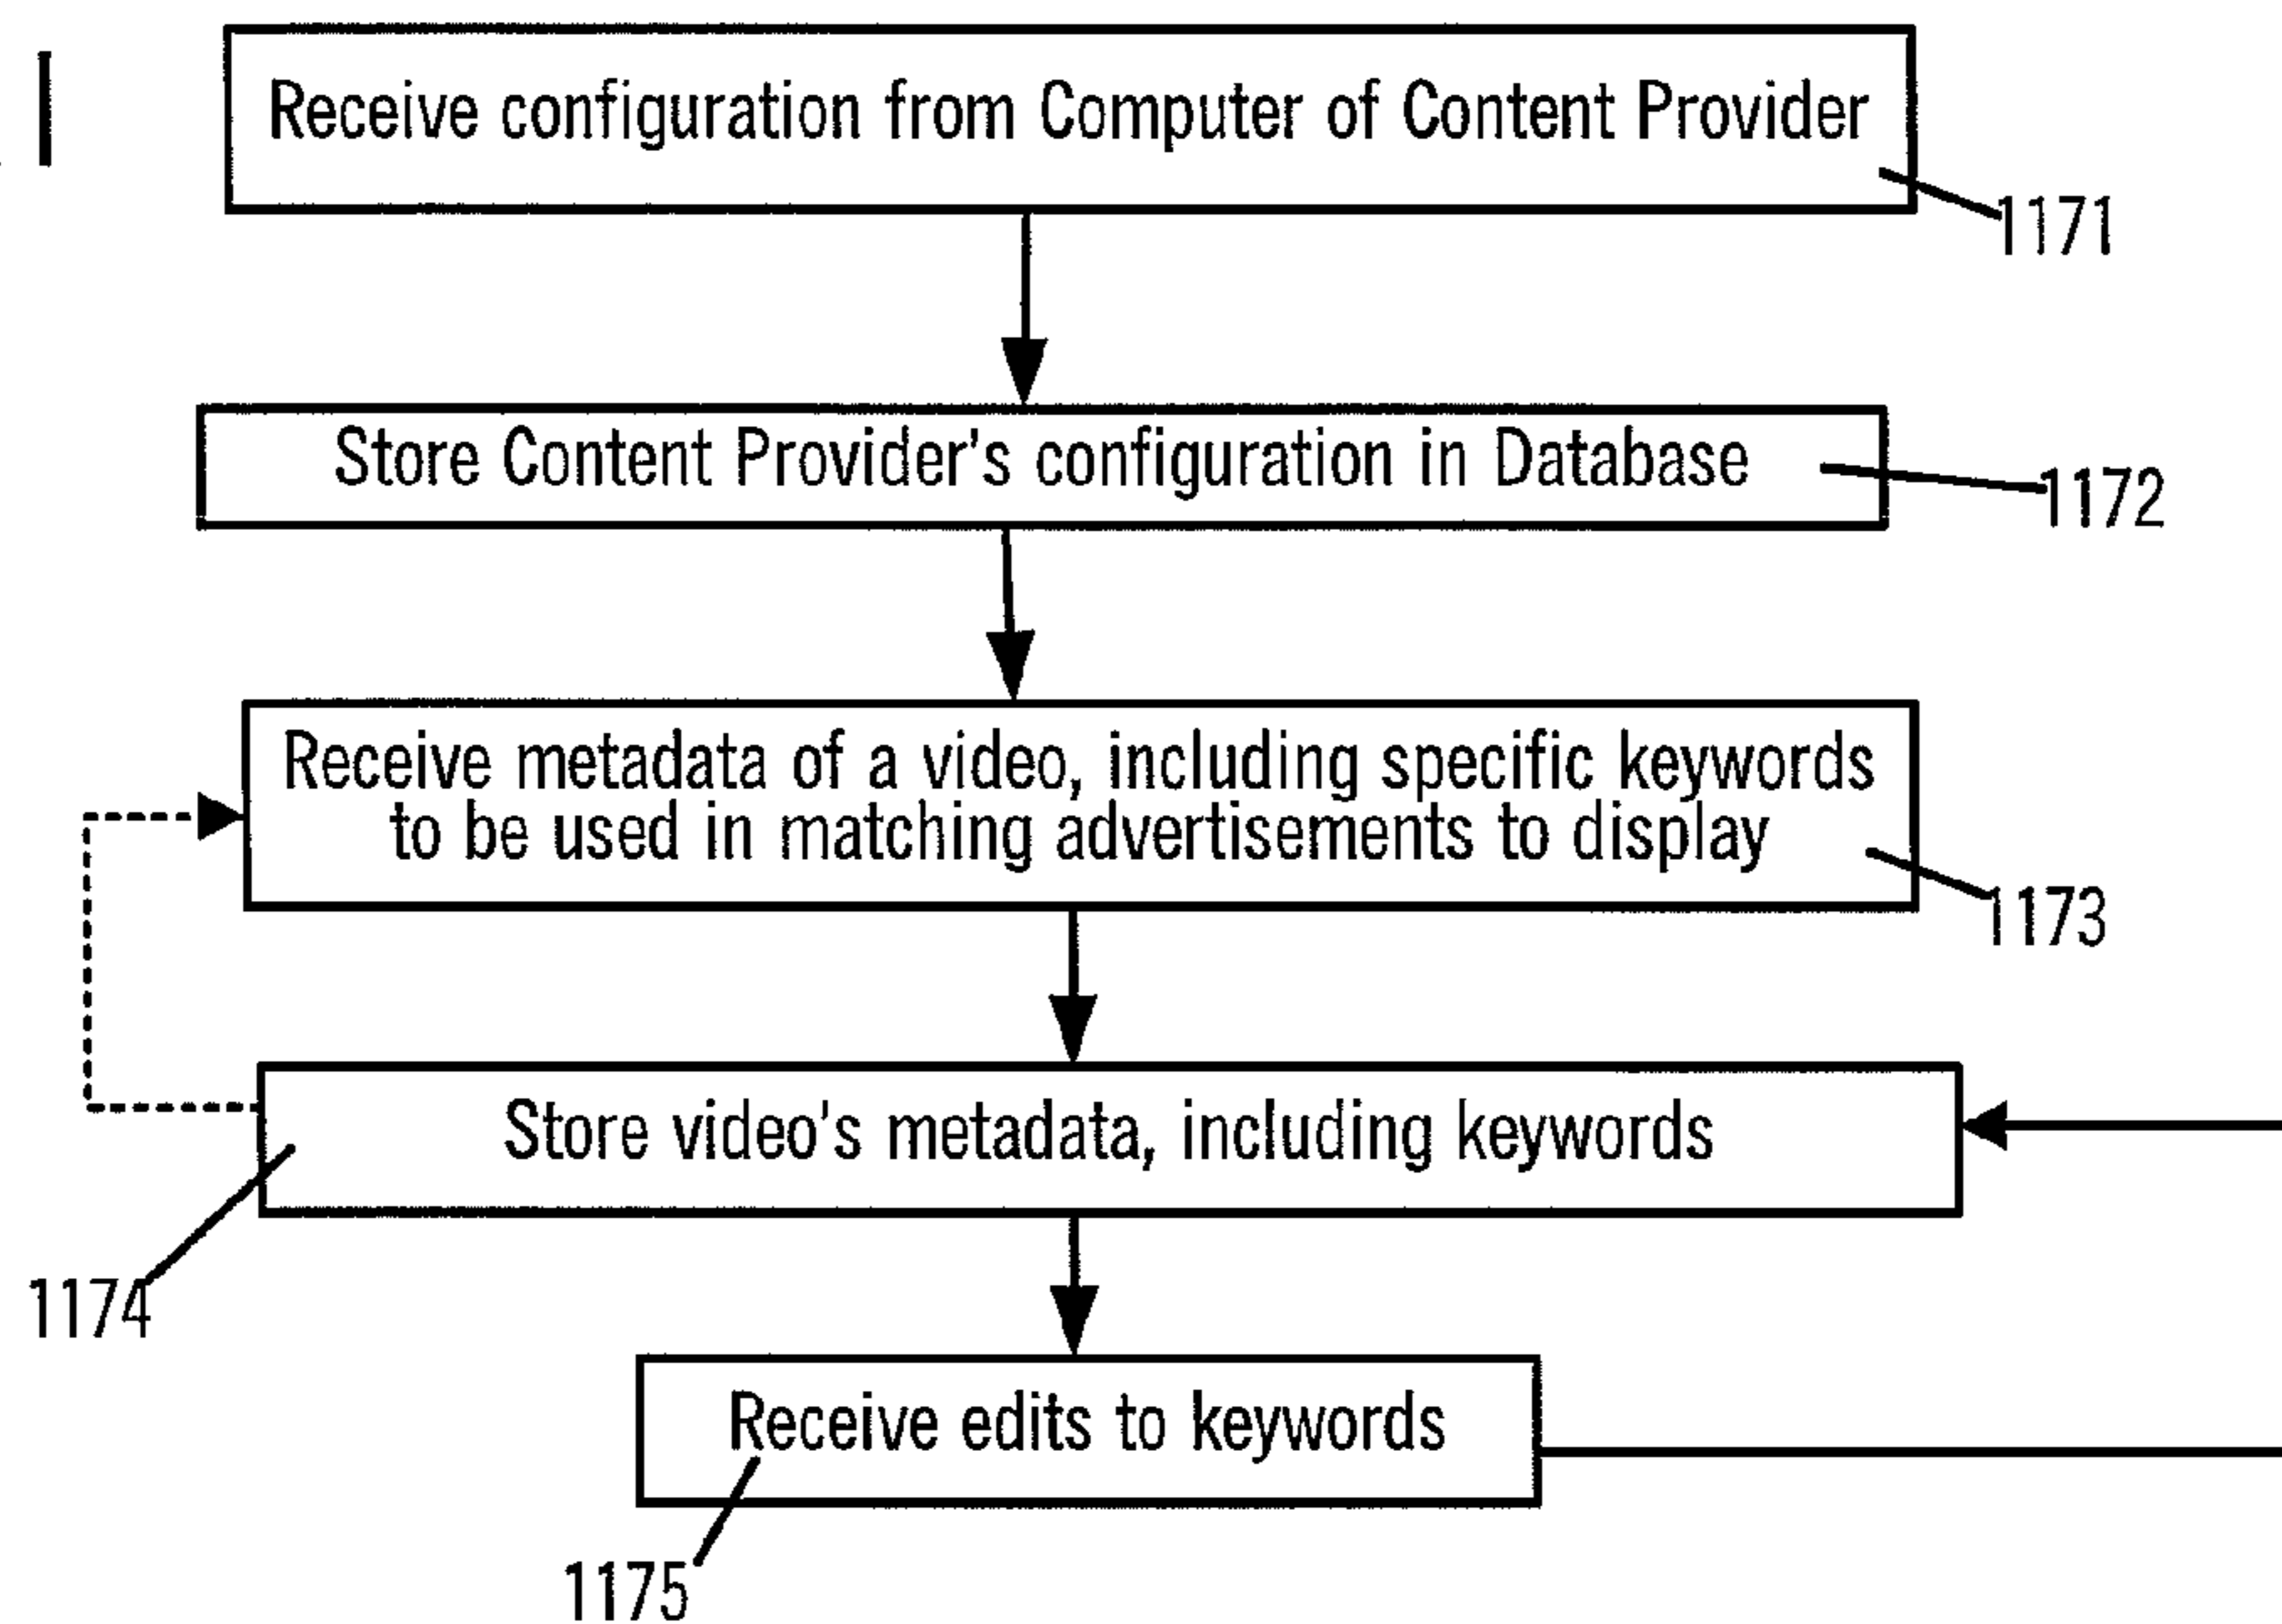 Receive configuration from Computer of Content Provider
1171
Store Content Provider's configuration in Database
1172
Receive metadata of a video, including specific keywords
to be used in matching advertisements to display
1173
Store video's metadata, including keywords
1174
Receive edits to keywords
1175